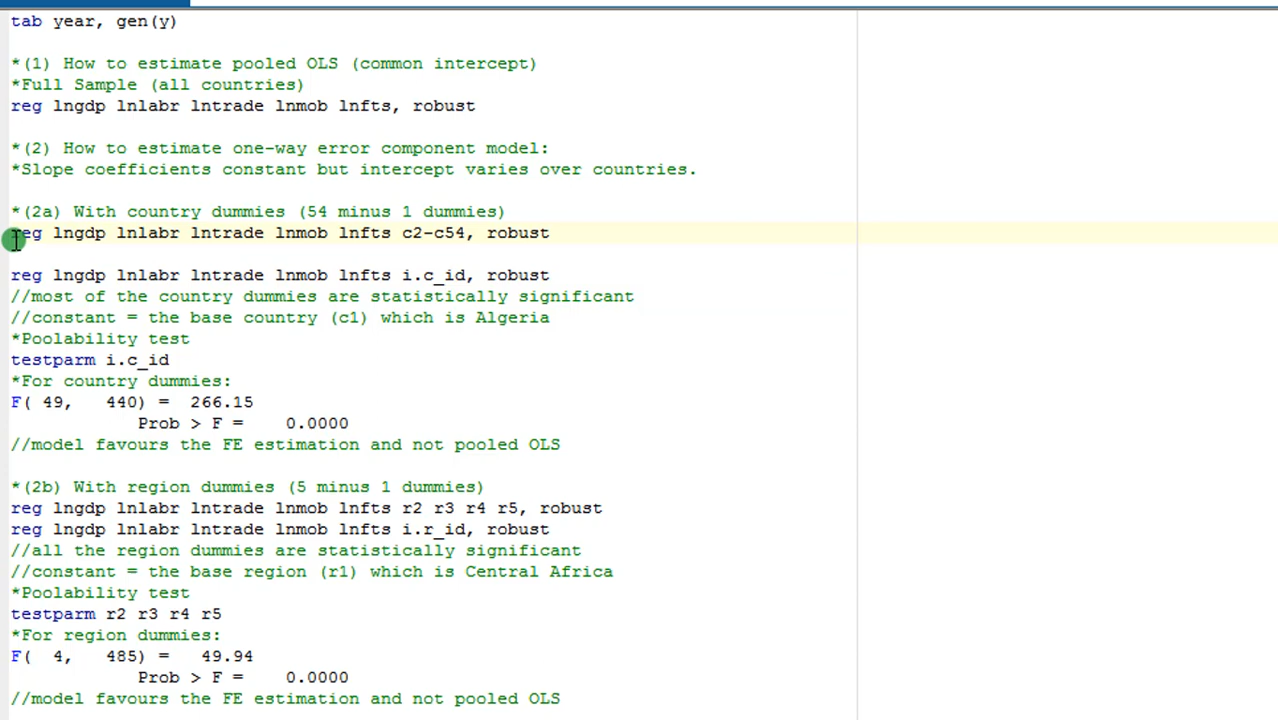 tab year, gen(y)
*(1) How to estimate pooled OLS (common intercept)
*Full Sample (all countries)
reg lngdp lnlabr lntrade lnmob lnfts, robust
*(2) How to estimate one-way error component model:
*Slope coefficients constant but intercept varies over countries.
*(2a) With country dummies (54 minus 1 dummies)
reg lngdp lnlabr lntrade lnmob lnfts c2-c54, robust
reg lngdp lnlabr lntrade lnmob lnfts i.c_id, robust
//most of the country dummies are statistically significant
//constant = the base country (c1) which is Algeria
*Poolability test
testparm i.c_id
*For country dummies:
F( 49,   440) =  266.15
Prob > F =    0.0000
//model favours the FE estimation and not pooled OLS
*(2b) With region dummies (5 minus 1 dummies)
reg lngdp lnlabr lntrade lnmob lnfts r2 r3 r4 r5, robust
reg lngdp lnlabr lntrade lnmob lnfts i.r_id, robust
//all the region dummies are statistically significant
//constant = the base region (r1) which is Central Africa
*Poolability test
testparm r2 r3 r4 r5
*For region dummies:
F(  4,   485) =   49.94
Prob > F =    0.0000
//model favours the FE estimation and not pooled OLS